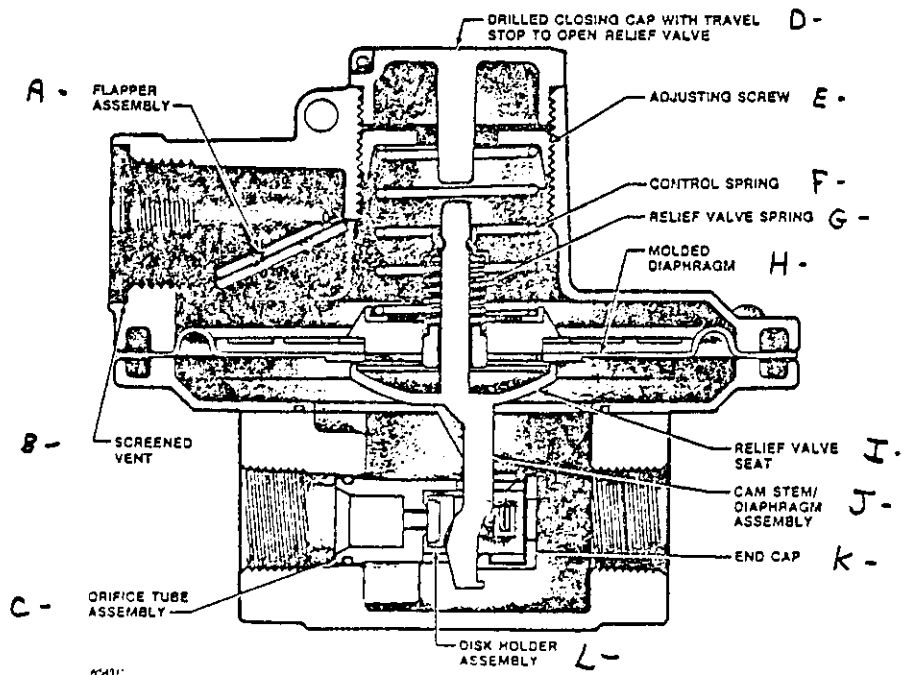 DRILLED CLOSING CAP WITH TRAVEL D-
STOP TO OPEN RELIEF VALVE
A- FLAPPER
ASSEMBLY
ADJUSTING SCREW E-
CONTROL SPRING F-
RELIEF VALVE SPRING G-
MOLDED
DIAPHRAGM H-
B- SCREENED
VENT
RELIEF VALVE
SEAT I-
CAM STEM/
DIAPHRAGM J-
ASSEMBLY
END CAP K-
C- ORIFICE TUBE
ASSEMBLY
DISK HOLDER
ASSEMBLY L-